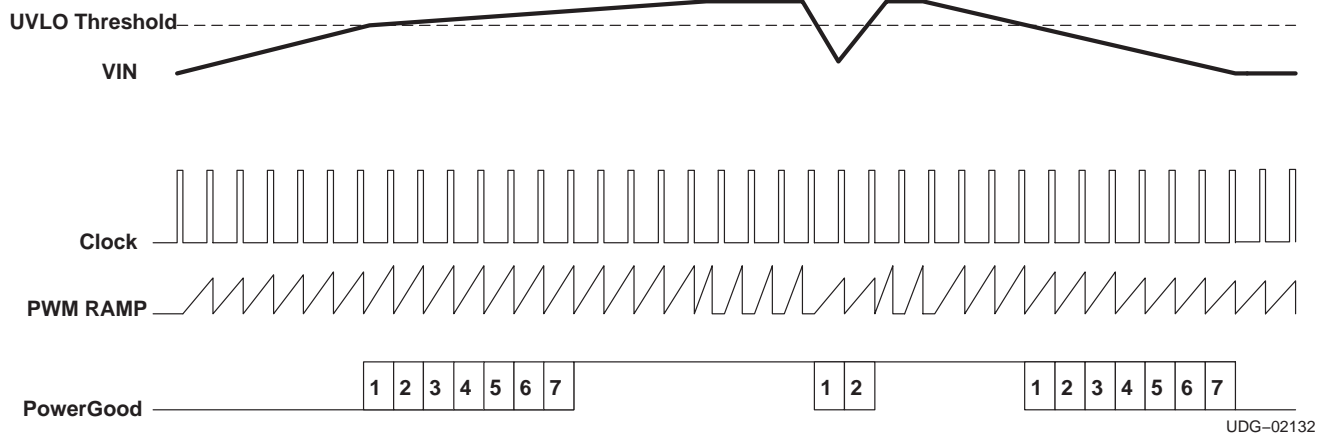 UVLO Threshold
VIN
Clock
PWM RAMP
PowerGood
1 2 3 4 5 6 7
1 2
1 2 3 4 5 6 7
UDG–02132